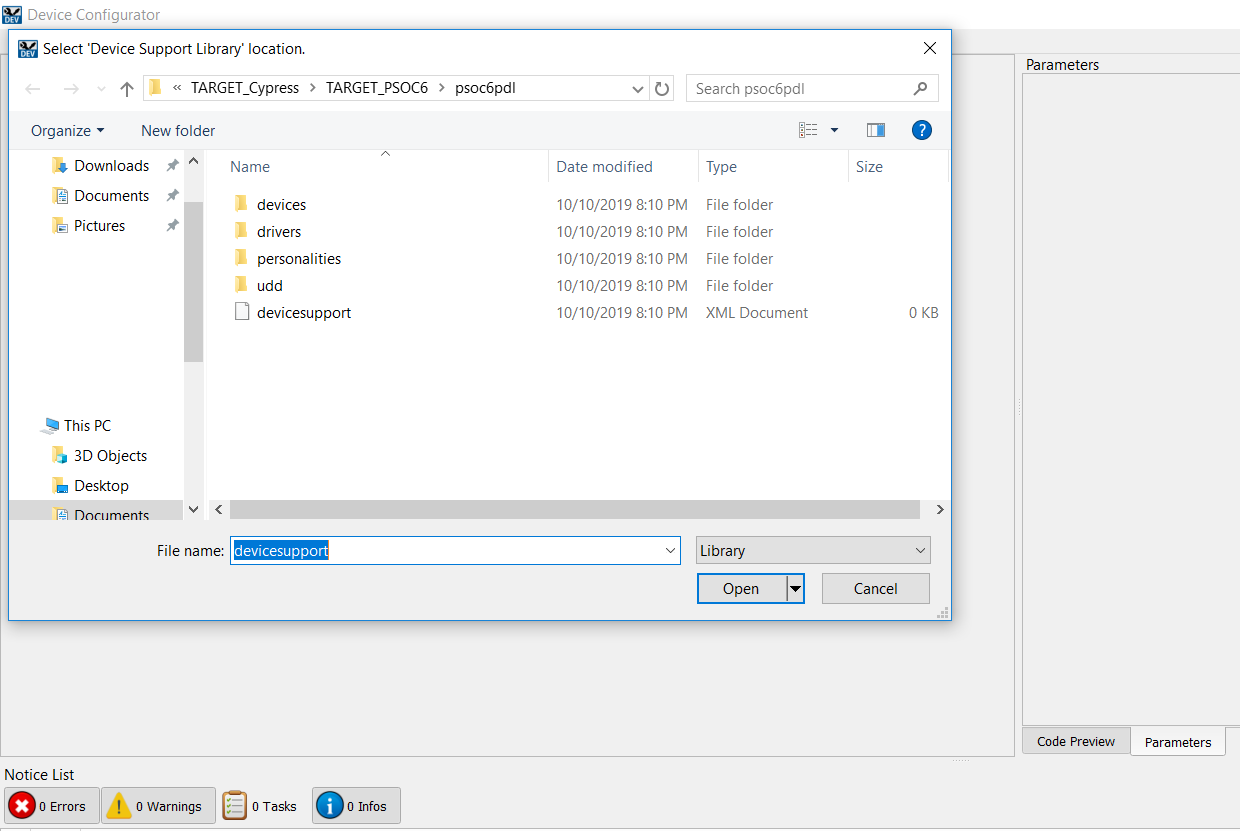 DEV Device Configurator
DEV Select 'Device Support Library' location.
« TARGET_Cypress > TARGET_PSOC6 > psoc6pdl
Search psoc6pdl
Organize
New folder
?
Downloads
Documents
Pictures
This PC
3D Objects
Desktop
Documents
Name Date modified Type Size
devices 10/10/2019 8:10 PM File folder
drivers 10/10/2019 8:10 PM File folder
personalities 10/10/2019 8:10 PM File folder
udd 10/10/2019 8:10 PM File folder
devicesupport 10/10/2019 8:10 PM XML Document 0 KB
File name: devicesupport
Library
Open
Cancel
Parameters
Code Preview
Parameters
Notice List
0 Errors
0 Warnings
0 Tasks
0 Infos